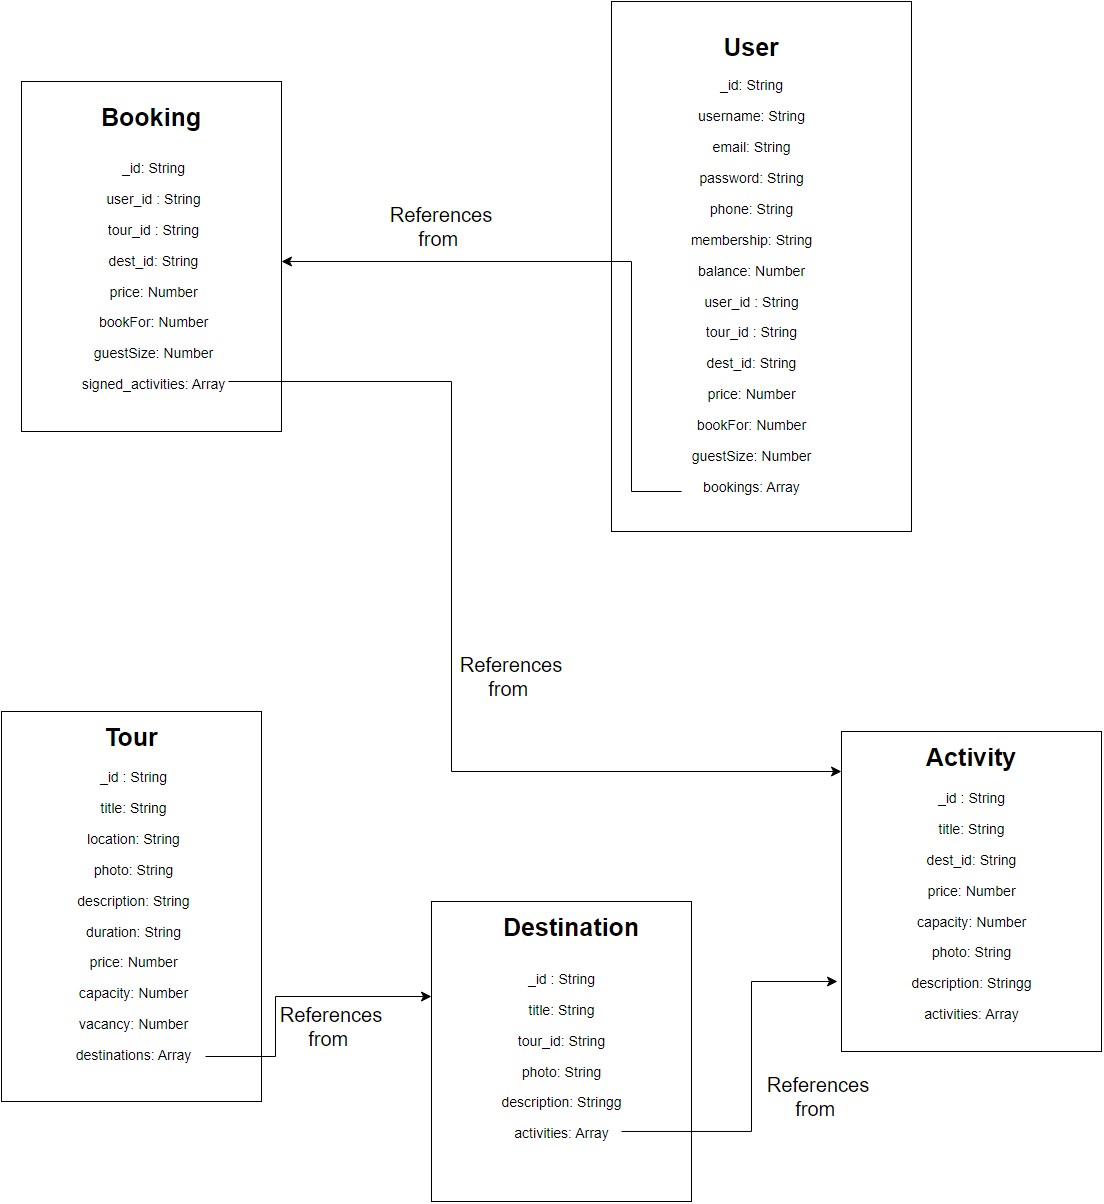 User
_id: String
username: String
email: String
password: String
phone: String
membership: String
balance: Number
user_id : String
tour_id : String
dest_id: String
price: Number
bookFor: Number
guestSize: Number
bookings: Array
Booking
_id: String
user_id : String
tour_id : String
dest_id: String
price: Number
bookFor: Number
guestSize: Number
signed_activities: Array
References
from
References
from
Tour
_id : String
title: String
location: String
photo: String
description: String
duration: String
price: Number
capacity: Number
vacancy: Number
destinations: Array
References
from
Destination
_id : String
title: String
tour_id: String
photo: String
description: Stringg
activities: Array
References
from
Activity
_id : String
title: String
dest_id: String
price: Number
capacity: Number
photo: String
description: Stringg
activities: Array